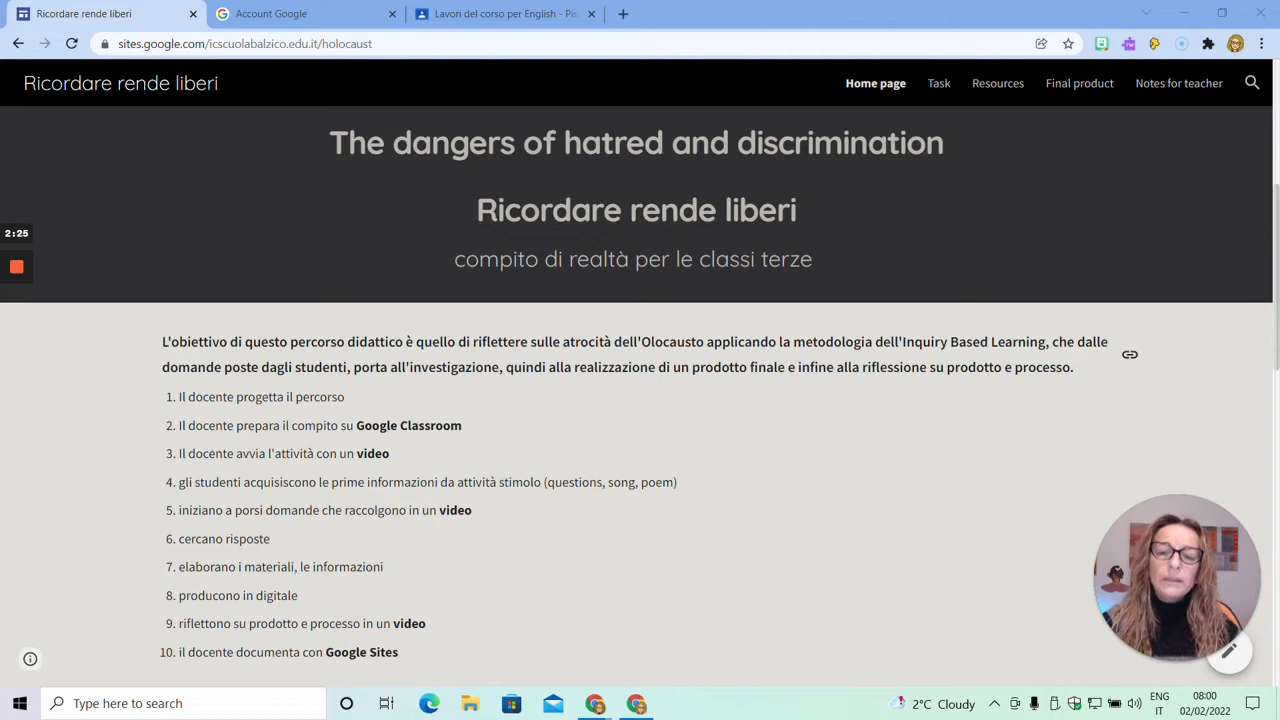 Ricordare rende liberi
Account Google
Lavori del corso per English - Pis
sites.google.com/icscuolabalzico.edu.it/holocaust
Ricordare rende liberi
Home page
Task
Resources
Final product
Notes for teacher
The dangers of hatred and discrimination
Ricordare rende liberi
compito di realtà per le classi terze
2:25
L'obiettivo di questo percorso didattico è quello di riflettere sulle atrocità dell'Olocausto applicando la metodologia dell'Inquiry Based Learning, che dalle
domande poste dagli studenti, porta all'investigazione, quindi alla realizzazione di un prodotto finale e infine alla riflessione su prodotto e processo.
1. Il docente progetta il percorso
2. Il docente prepara il compito su Google Classroom
3. Il docente avvia l'attività con un video
4. gli studenti acquisiscono le prime informazioni da attività stimolo (questions, song, poem)
5. iniziano a porsi domande che raccolgono in un video
6. cercano risposte
7. elaborano i materiali, le informazioni
8. producono in digitale
9. riflettono su prodotto e processo in un video
10. il docente documenta con Google Sites
Type here to search
2°C Cloudy
ENG
IT
08:00
02/02/2022